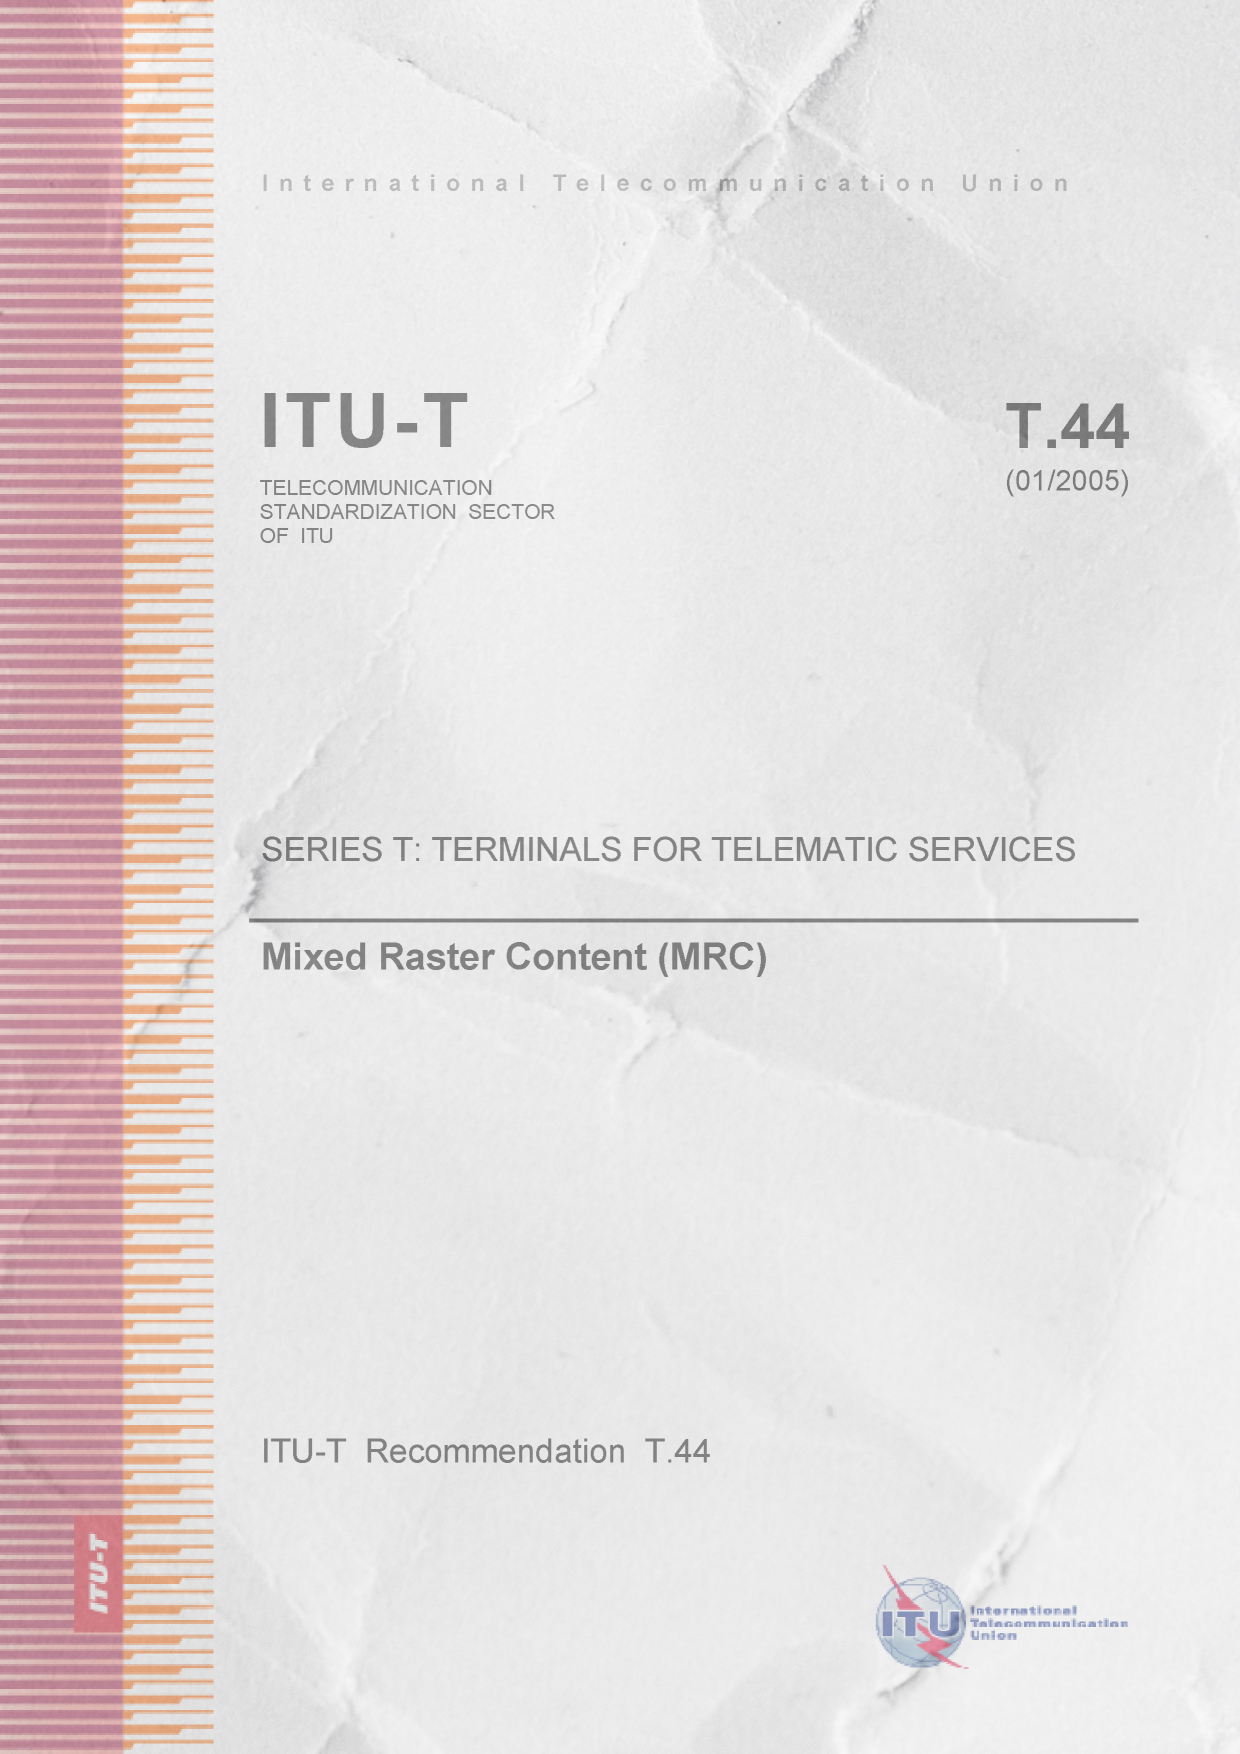 International Telecommunication Union
ITU-T
T.44
TELECOMMUNICATION
STANDARDIZATION SECTOR
OF ITU
(01/2005)
SERIES T: TERMINALS FOR TELEMATIC SERVICES
Mixed Raster Content (MRC)
ITU-T Recommendation T.44
ITU-T
ITU
International
Telecommunication
Union